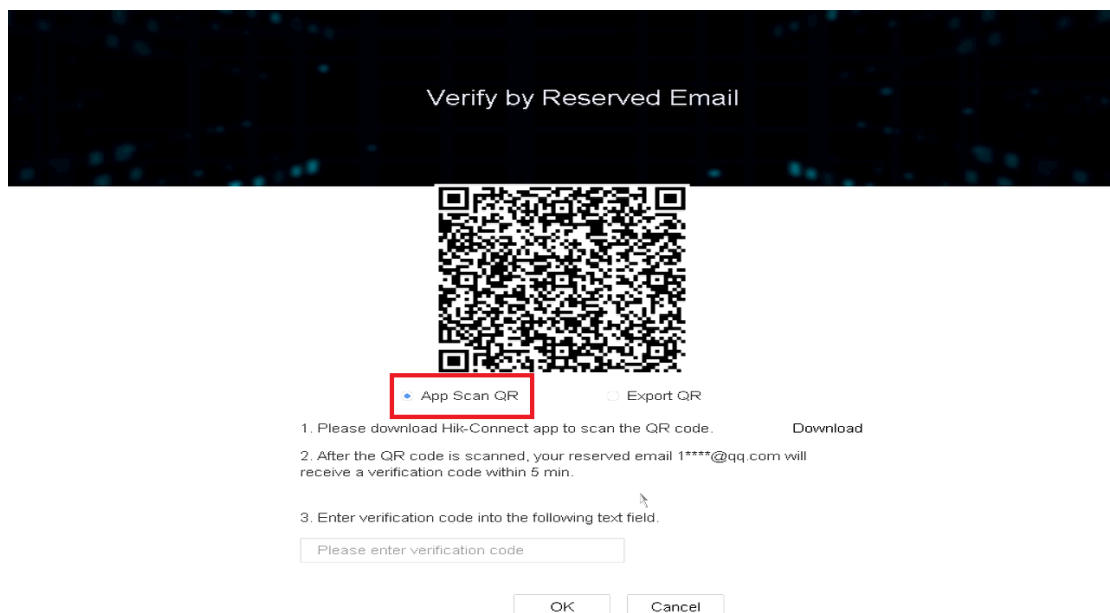 Verify by Reserved Email
App Scan QR
Export QR
1. Please download Hik-Connect app to scan the QR code.
Download
2. After the QR code is scanned, your reserved email 1****@qq.com will
receive a verification code within 5 min.
3. Enter verification code into the following text field.
Please enter verification code
OK
Cancel